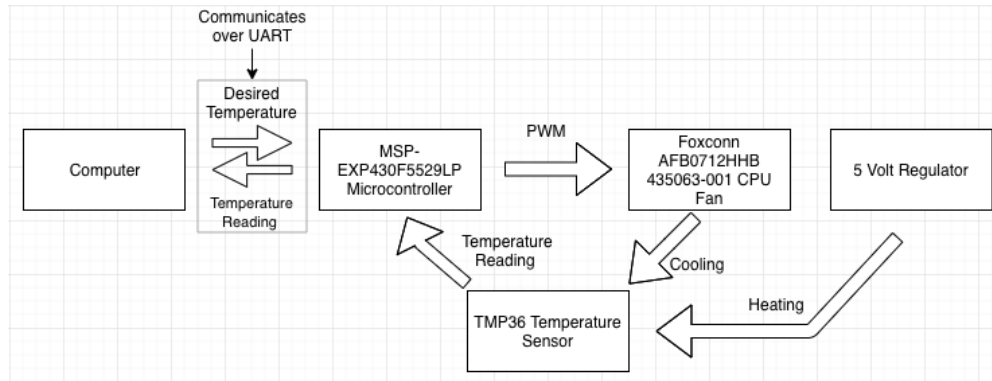 Communicates
over UART
Desired
Temperature
Temperature
Reading
Computer
MSP-
EXP430F5529LP
Microcontroller
PWM
Foxconn
AFB0712HHB
435063-001 CPU
Fan
5 Volt Regulator
Temperature
Reading
Cooling
Heating
TMP36 Temperature
Sensor